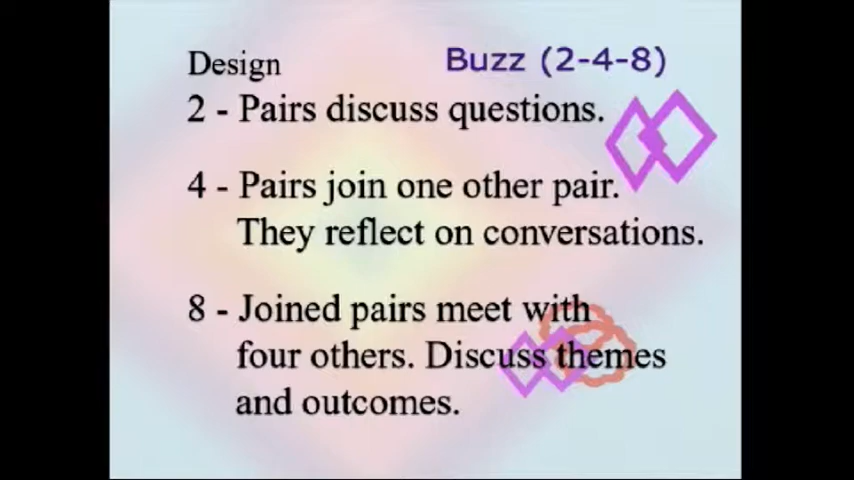 Design
Buzz (2-4-8)
2 - Pairs discuss questions.
4 - Pairs join one other pair.
They reflect on conversations.
8 - Joined pairs meet with
four others. Discuss themes
and outcomes.